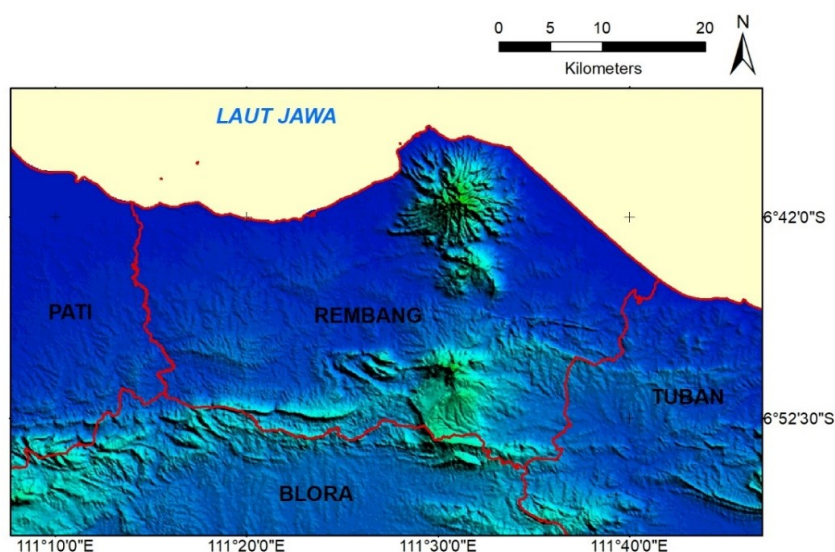 N
0 5 10 20
Kilometers
LAUT JAWA
6°42'0"S
PATI
REMBANG
TUBAN
6°52'30"S
BLORA
111°10'0"E 111°20'0"E 111°30'0"E 111°40'0"E